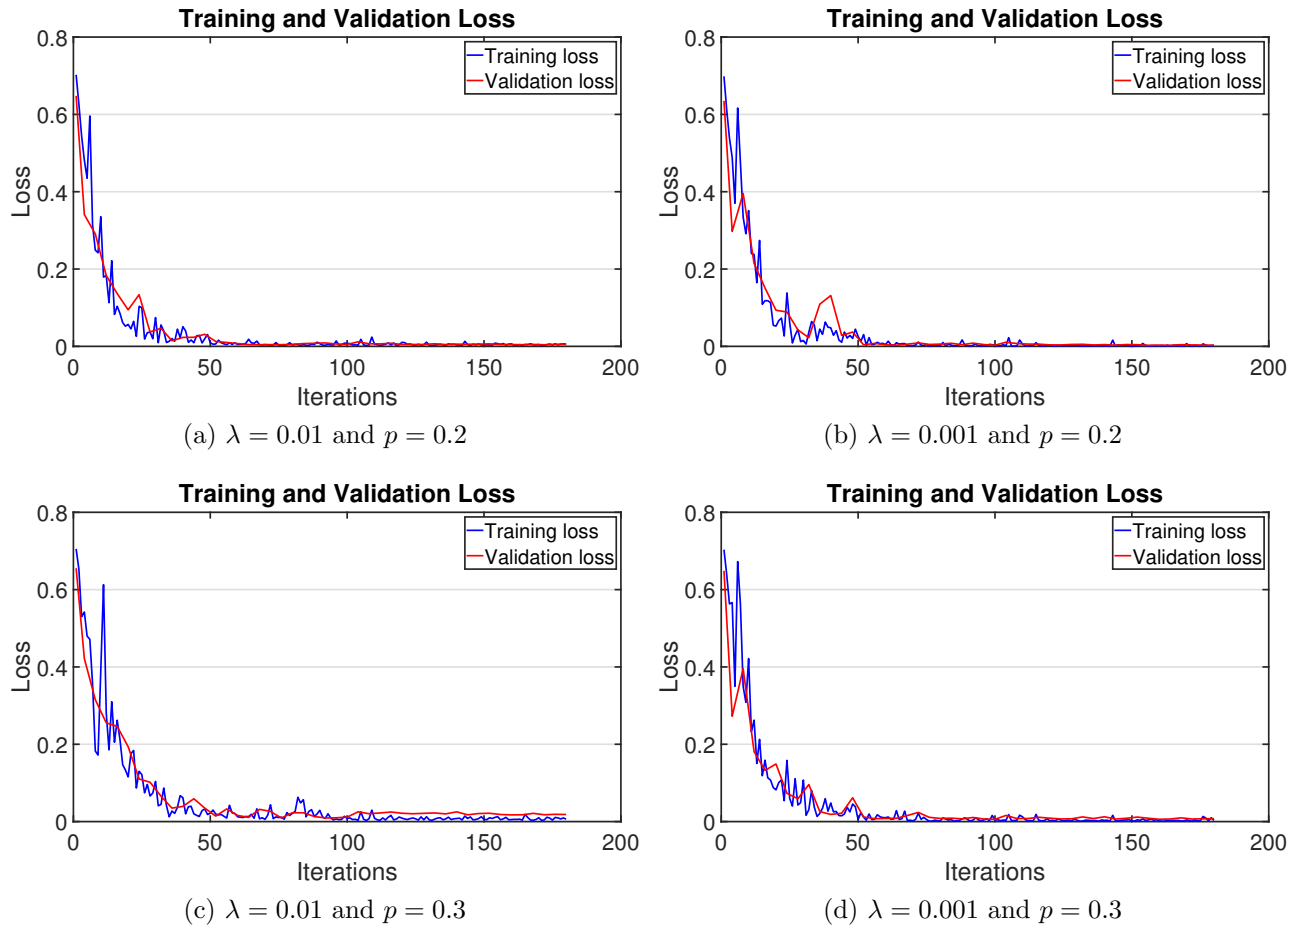 Training and Validation Loss
0.8
0.6
0.4
0.2
0
Loss
Training loss
Validation loss
0 50 100 150 200
Iterations
(a) λ = 0.01 and p = 0.2
Training and Validation Loss
0.8
0.6
0.4
0.2
0
Loss
Training loss
Validation loss
0 50 100 150 200
Iterations
(b) λ = 0.001 and p = 0.2
Training and Validation Loss
0.8
0.6
0.4
0.2
0
Loss
Training loss
Validation loss
0 50 100 150 200
Iterations
(c) λ = 0.01 and p = 0.3
Training and Validation Loss
0.8
0.6
0.4
0.2
0
Loss
Training loss
Validation loss
0 50 100 150 200
Iterations
(d) λ = 0.001 and p = 0.3